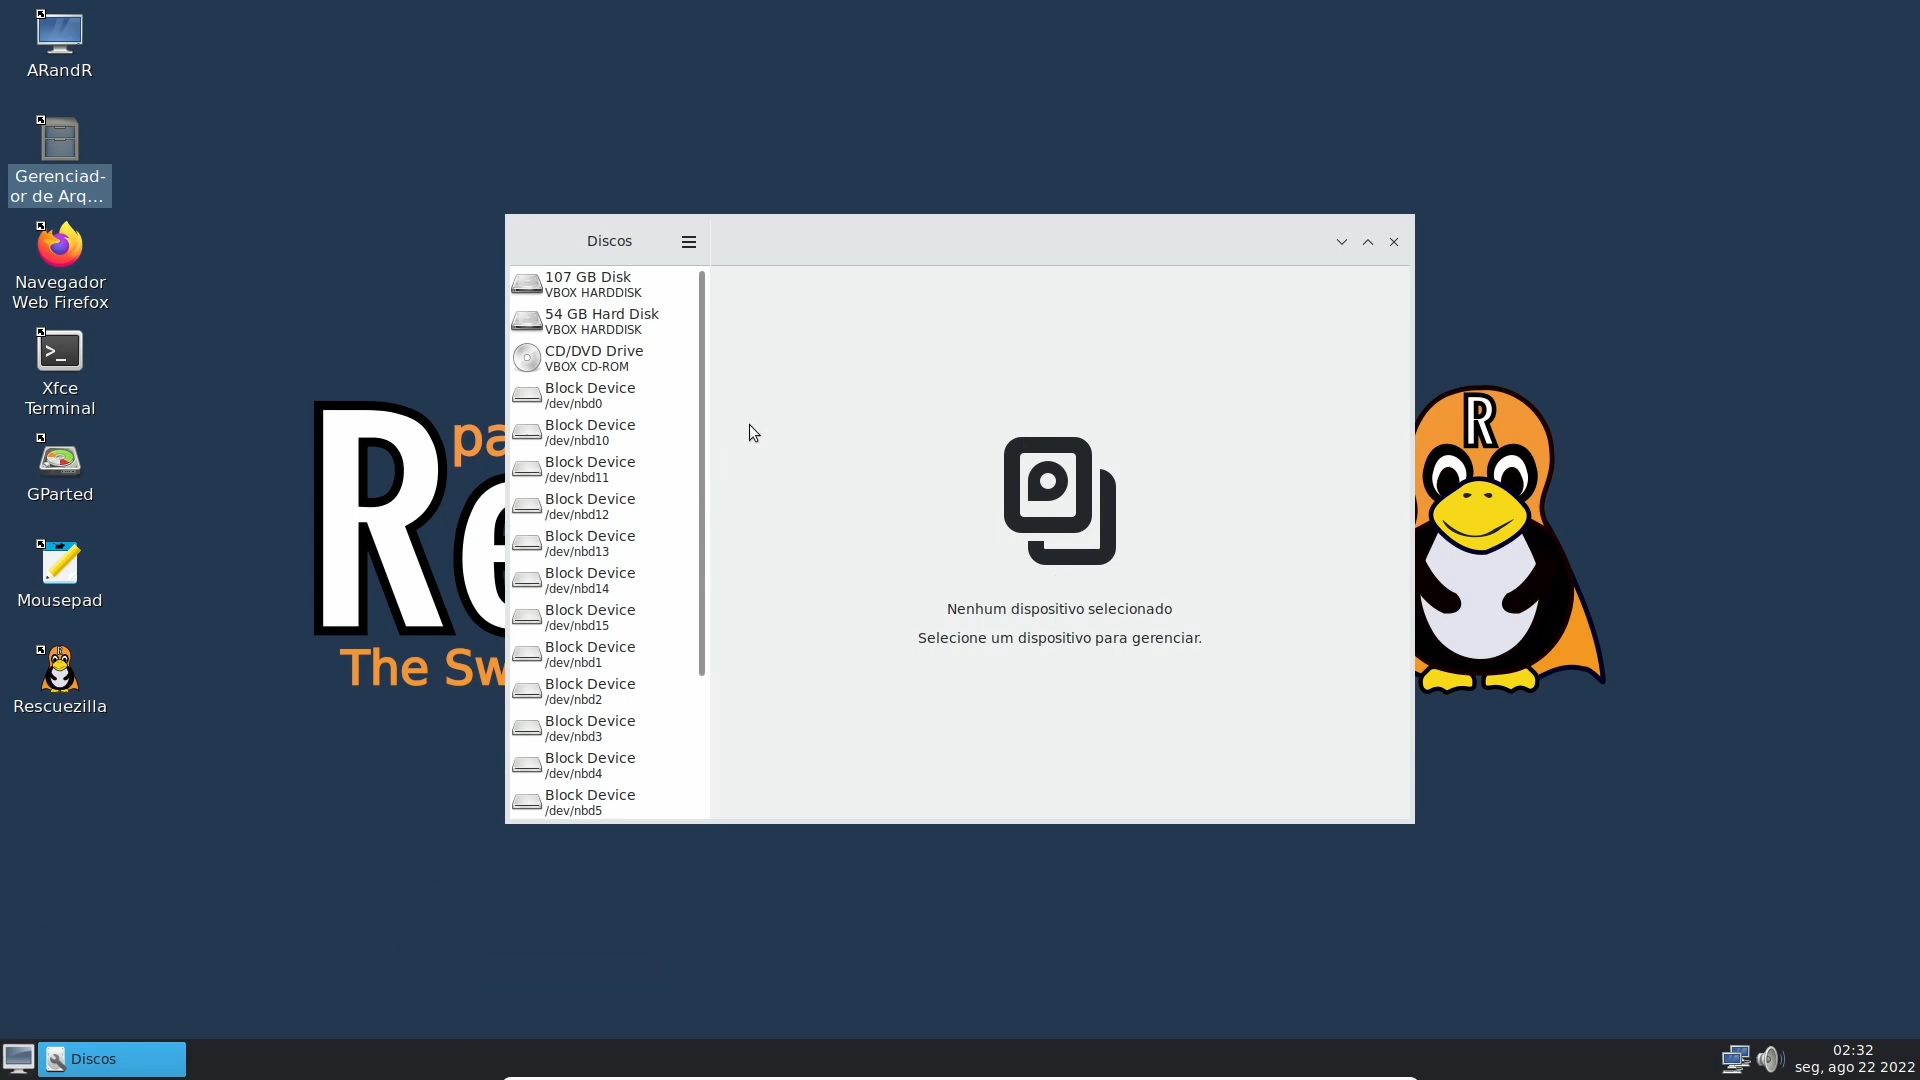 ARandR
Gerenciad-
or de Arq...
Navegador
Web Firefox
>_
Xfce
Terminal
GParted
Mousepad
R
Rescuezilla
pa
Re
The Sw
R
Discos
107 GB Disk
VBOX HARDDISK
54 GB Hard Disk
VBOX HARDDISK
CD/DVD Drive
VBOX CD-ROM
Block Device
/dev/nbd0
Block Device
/dev/nbd10
Block Device
/dev/nbd11
Block Device
/dev/nbd12
Block Device
/dev/nbd13
Block Device
/dev/nbd14
Block Device
/dev/nbd15
Block Device
/dev/nbd1
Block Device
/dev/nbd2
Block Device
/dev/nbd3
Block Device
/dev/nbd4
Block Device
/dev/nbd5
Nenhum dispositivo selecionado
Selecione um dispositivo para gerenciar.
Discos
02:32
seg, ago 22 2022